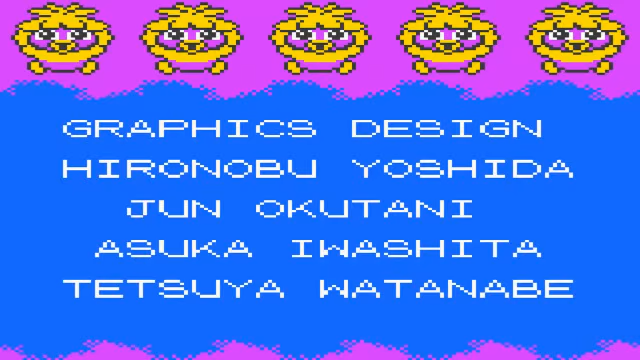 GRAPHICS DESIGN
HIRONOBU YOSHIDA
JUN OKUTANI
ASUKA IWASHITA
TETSUYA WATANABE